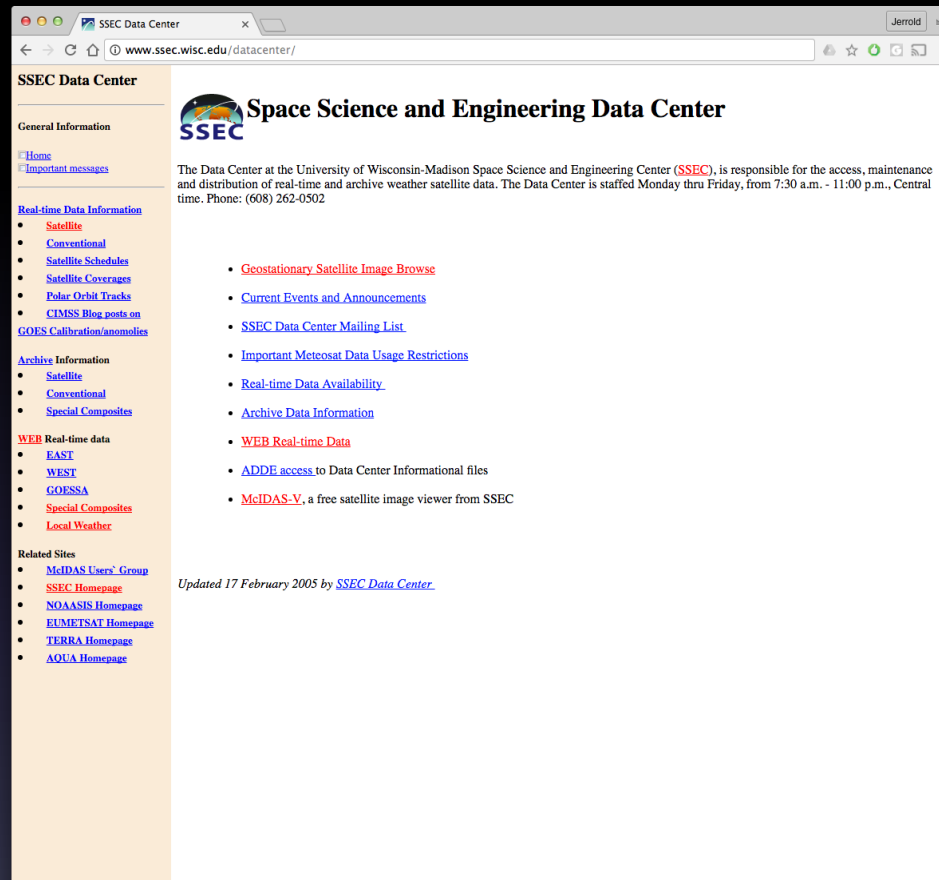 SSEC Data Center
Jerrold
www.ssec.wisc.edu/datacenter/
SSEC Data Center
General Information
Home
Important messages
Real-time Data Information
Satellite
Conventional
Satellite Schedules
Satellite Coverages
Polar Orbit Tracks
CIMSS Blog posts on
GOES Calibration/anomolies
Archive Information
Satellite
Conventional
Special Composites
WEB Real-time data
EAST
WEST
GOESSA
Special Composites
Local Weather
Related Sites
McIDAS Users` Group
SSEC Homepage
NOAASIS Homepage
EUMETSAT Homepage
TERRA Homepage
AQUA Homepage
SSEC
Space Science and Engineering Data Center
The Data Center at the University of Wisconsin-Madison Space Science and Engineering Center (SSEC), is responsible for the access, maintenance
and distribution of real-time and archive weather satellite data. The Data Center is staffed Monday thru Friday, from 7:30 a.m. - 11:00 p.m., Central
time. Phone: (608) 262-0502
Geostationary Satellite Image Browse
Current Events and Announcements
SSEC Data Center Mailing List
Important Meteosat Data Usage Restrictions
Real-time Data Availability
Archive Data Information
WEB Real-time Data
ADDE access to Data Center Informational files
McIDAS-V, a free satellite image viewer from SSEC
Updated 17 February 2005 by SSEC Data Center